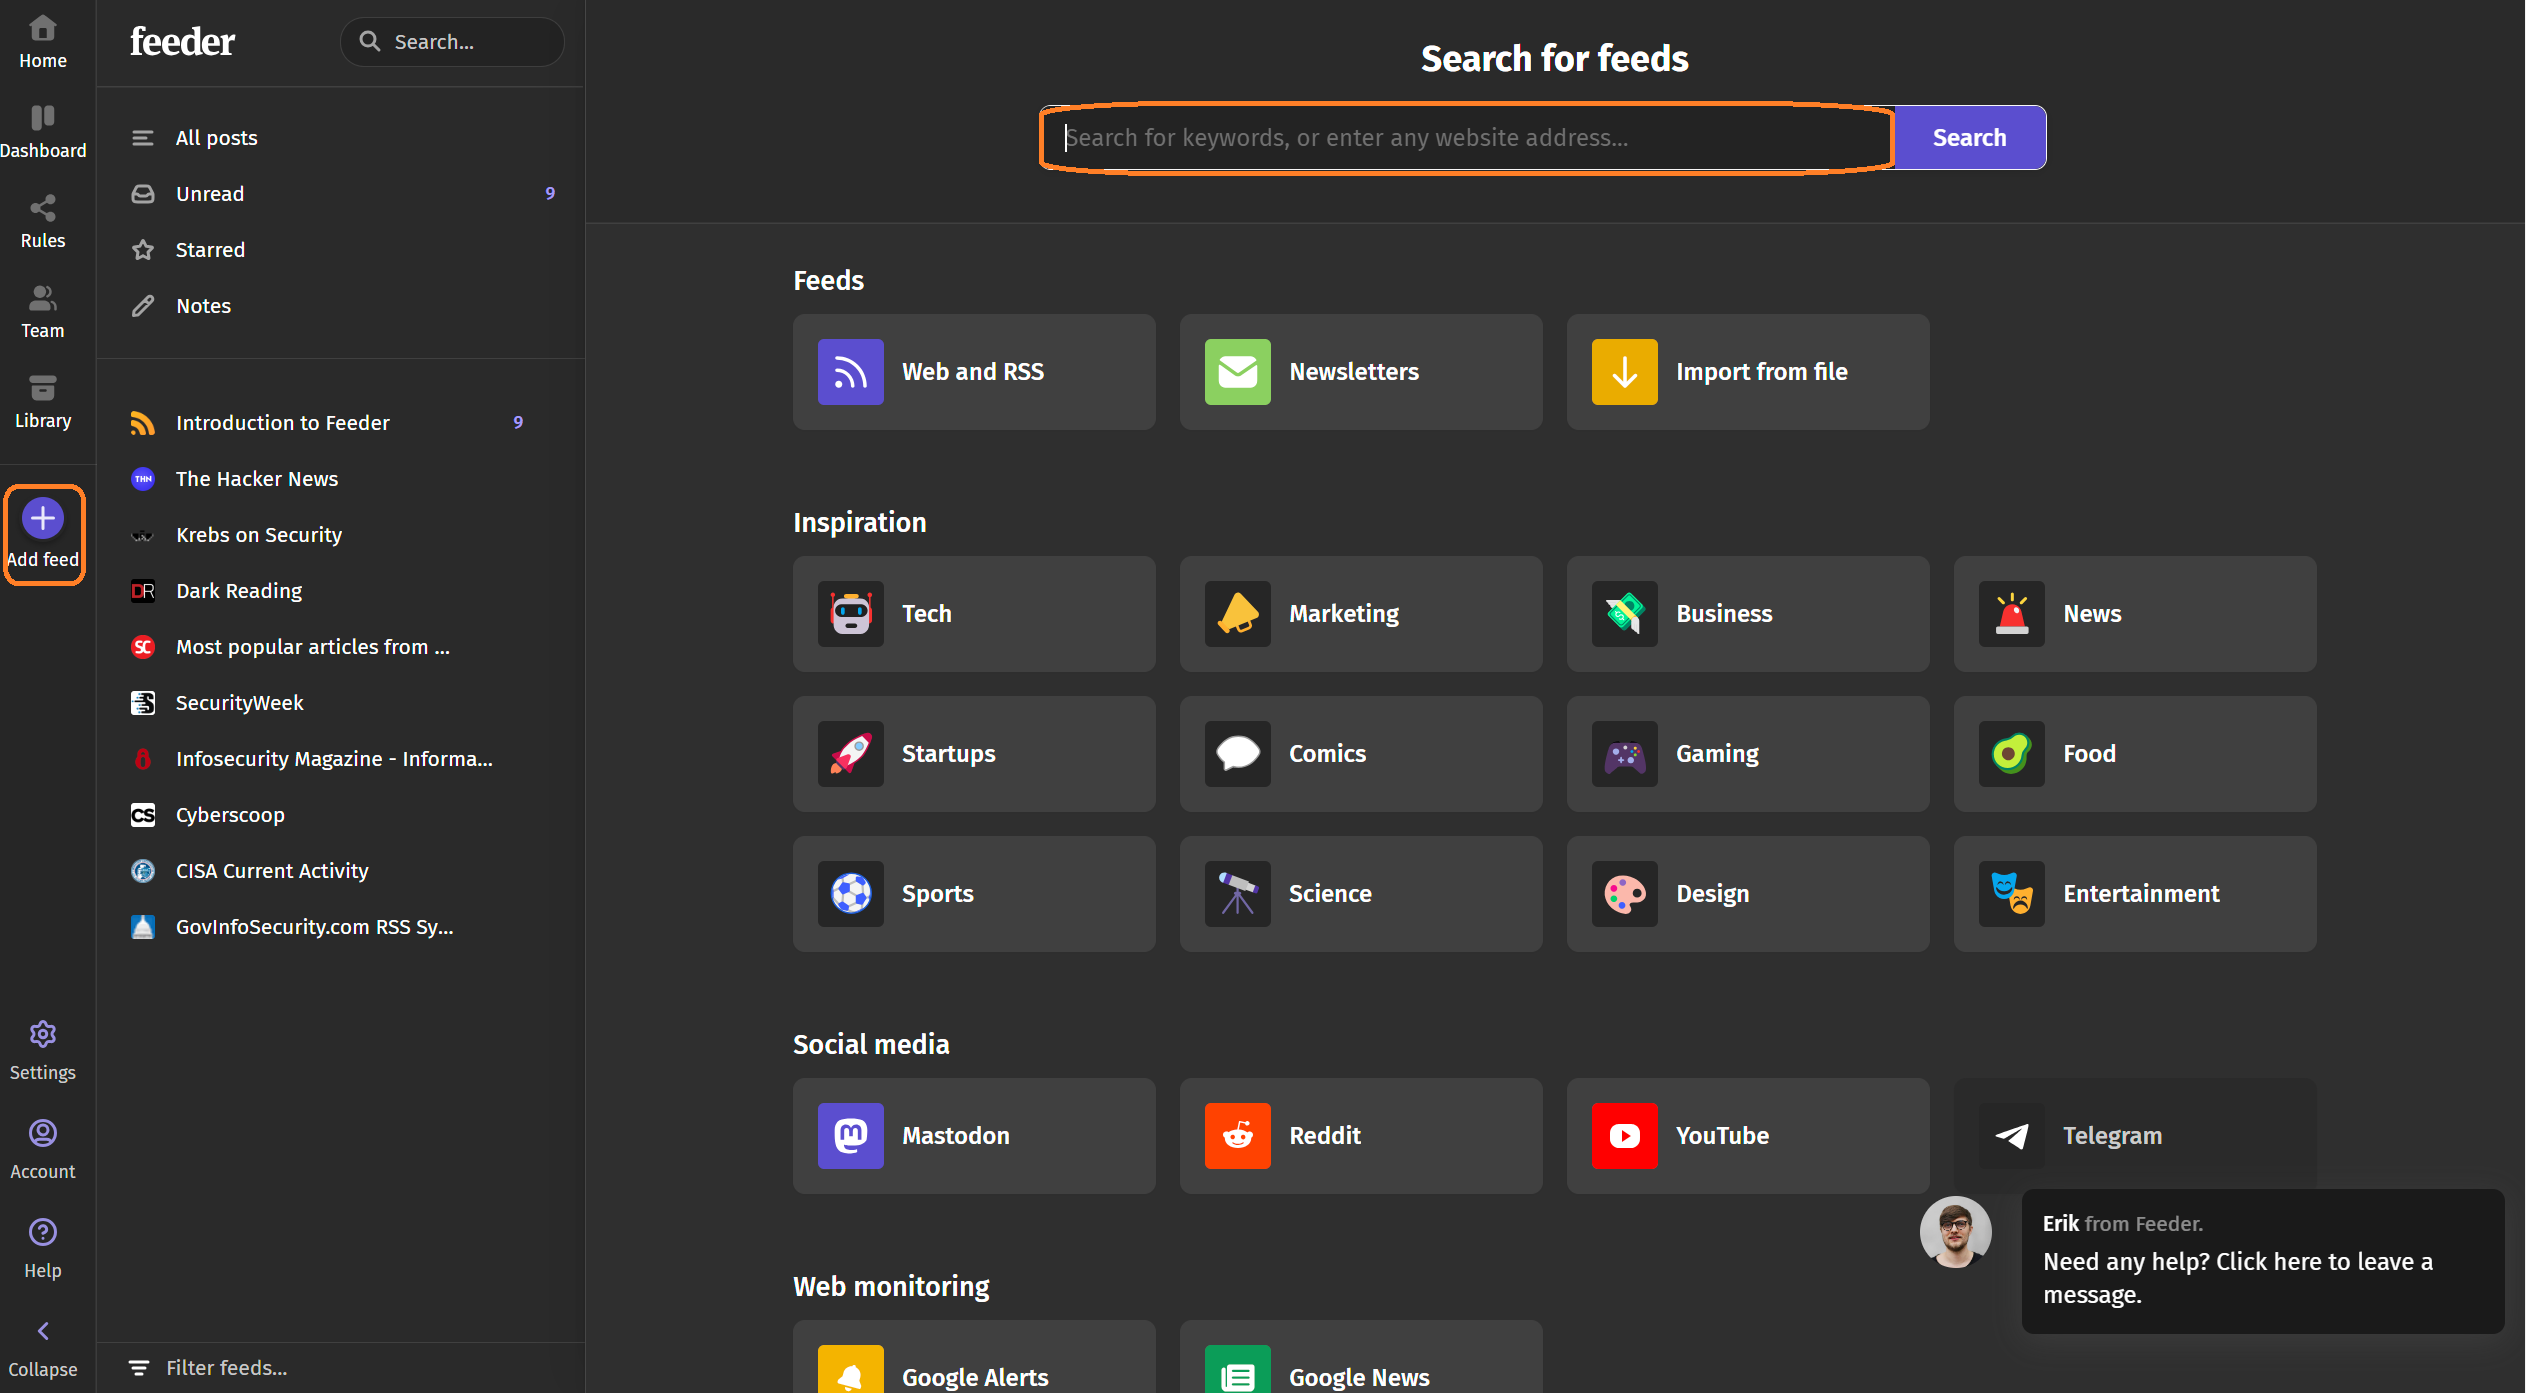 Home
Dashboard
Rules
Team
Library
Add feed
Settings
Account
Help
Collapse
feeder
Search...
All posts
Unread 9
Starred
Notes
Introduction to Feeder 9
THN The Hacker News
Krebs on Security
DR Dark Reading
SC Most popular articles from ...
SecurityWeek
Infosecurity Magazine - Informa...
CS Cyberscoop
CISA Current Activity
GovInfoSecurity.com RSS Sy...
Filter feeds...
Search for feeds
Search for keywords, or enter any website address...
Search
Feeds
Web and RSS
Newsletters
Import from file
Inspiration
Tech
Marketing
Business
News
Startups
Comics
Gaming
Food
Sports
Science
Design
Entertainment
Social media
Mastodon
Reddit
YouTube
Telegram
Web monitoring
Google Alerts
Google News
Erik from Feeder.
Need any help? Click here to leave a
message.